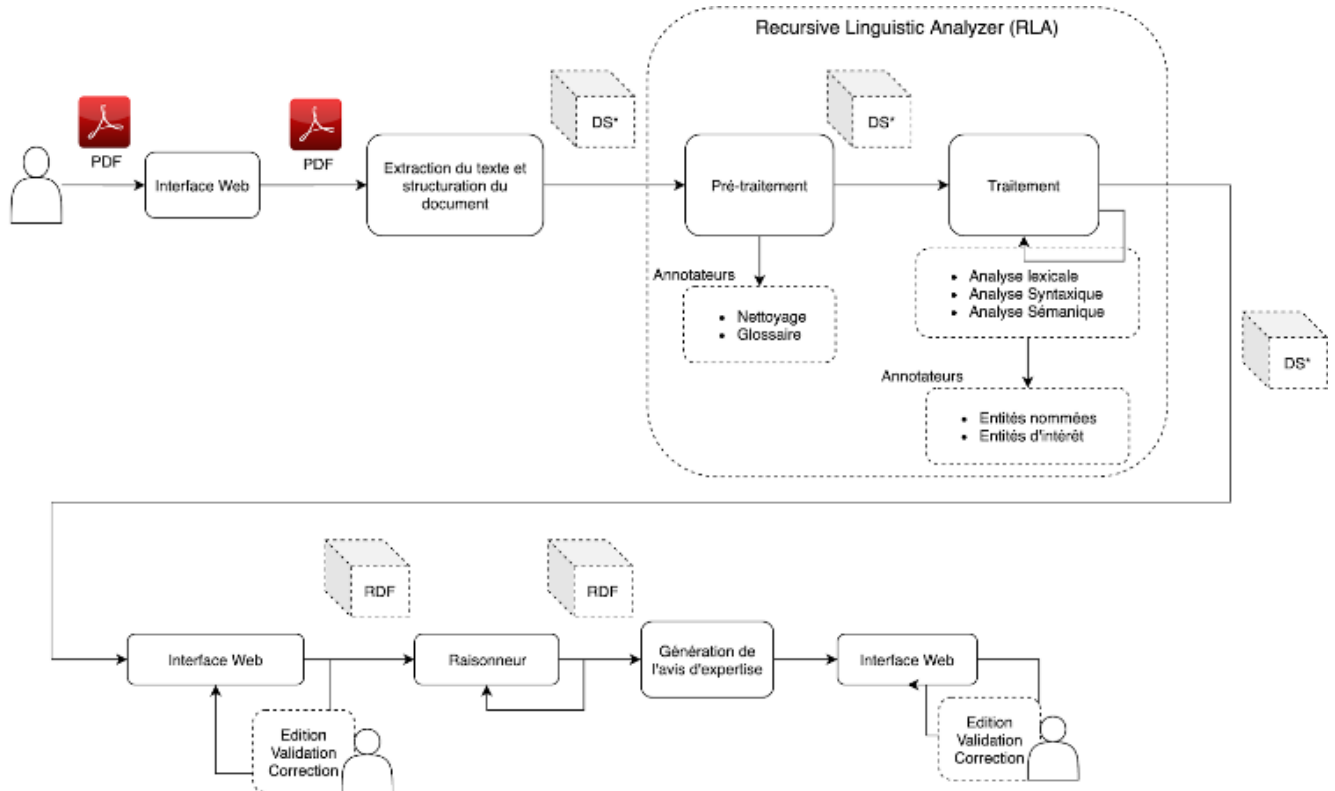 Recursive Linguistic Analyzer (RLA)
PDF
Interface Web
PDF
Extraction du texte et
structuration du
document
DS*
Pré-traitement
DS*
Traitement
Annotateurs
• Nettoyage
• Glossaire
• Analyse lexicale
• Analyse Syntaxique
• Analyse Sémanique
Annotateurs
• Entités nommées
• Entités d'intérêt
DS*
Interface Web
RDF
Edition
Validation
Correction
Raisonneur
RDF
Génération de
l'avis d'expertise
Interface Web
Edition
Validation
Correction